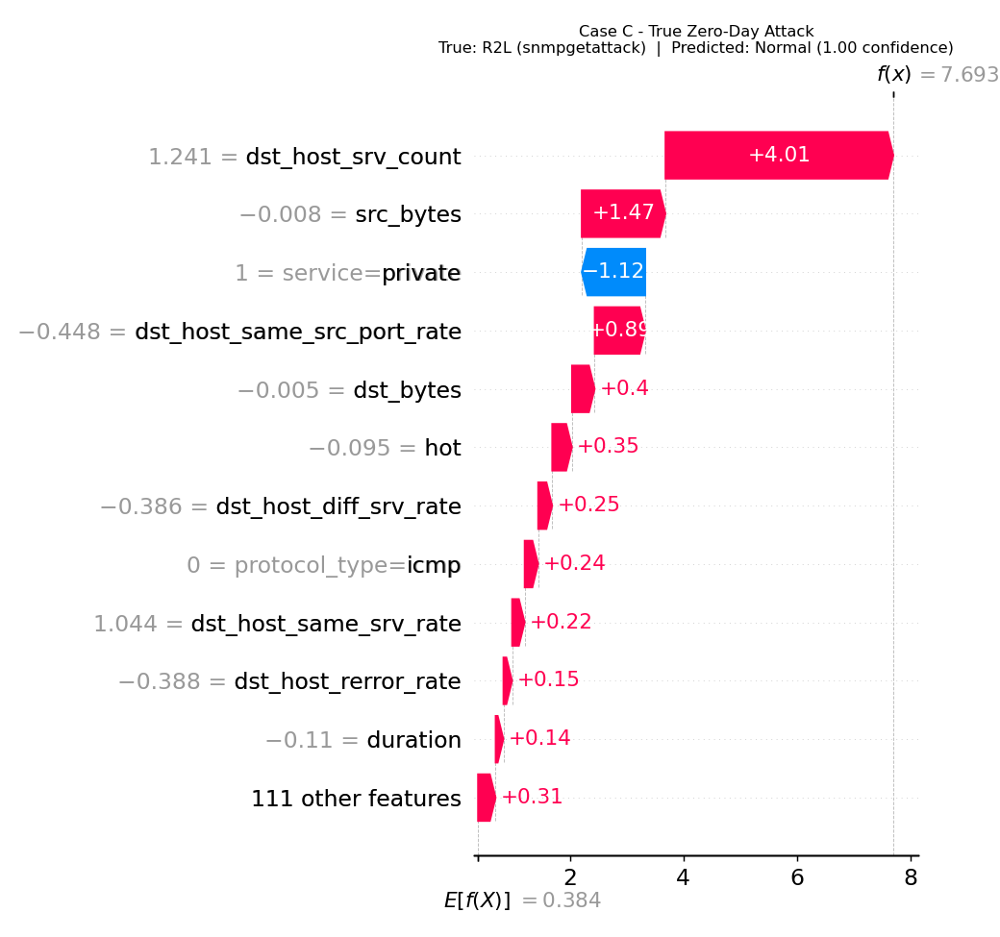 Case C - True Zero-Day Attack
True: R2L (snmpgetattack) | Predicted: Normal (1.00 confidence)
f(x) = 7.693
1.241 = dst_host_srv_count +4.01
−0.008 = src_bytes +1.47
1 = service=private −1.12
−0.448 = dst_host_same_src_port_rate +0.89
−0.005 = dst_bytes +0.4
−0.095 = hot +0.35
−0.386 = dst_host_diff_srv_rate +0.25
0 = protocol_type=icmp +0.24
1.044 = dst_host_same_srv_rate +0.22
−0.388 = dst_host_rerror_rate +0.15
−0.11 = duration +0.14
111 other features +0.31
2 4 6 8
E[f(X)] = 0.384